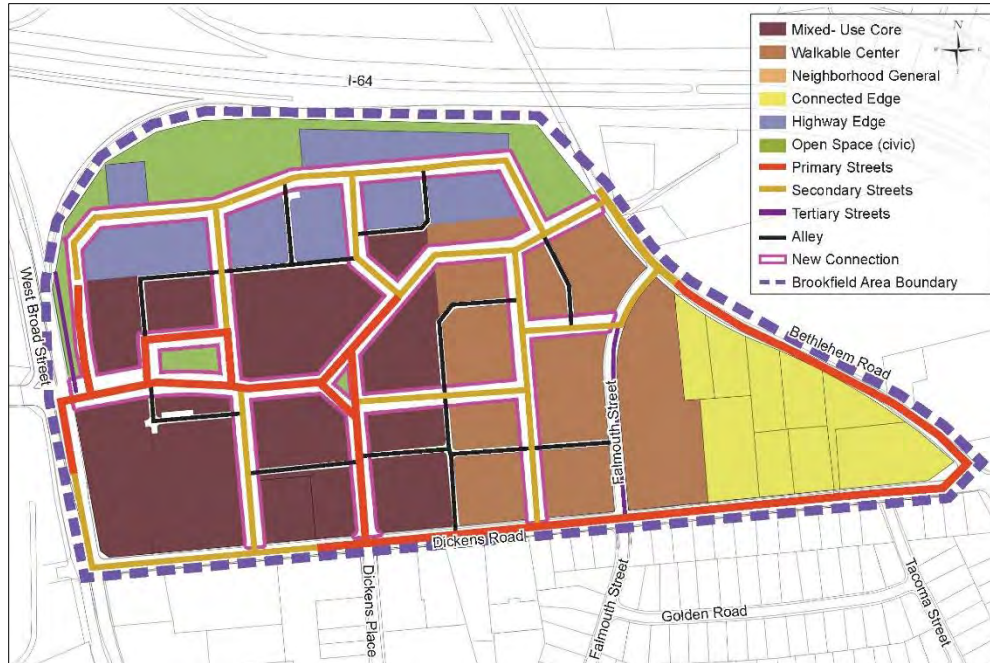 I-64
Mixed- Use Core
Walkable Center
Neighborhood General
Connected Edge
Highway Edge
Open Space (civic)
Primary Streets
Secondary Streets
Tertiary Streets
Alley
New Connection
Brookfield Area Boundary
N
West Broad Street
Bethlehem Road
Falmouth Street
Dickens Road
Dickens Place
Falmouth Street
Golden Road
Tacoma Street